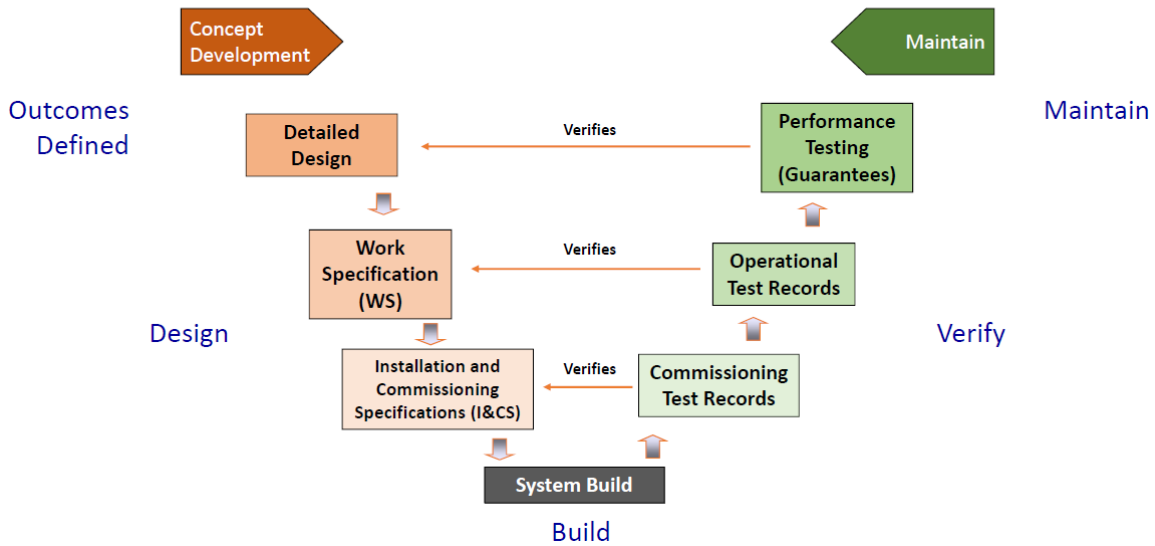 Concept
Development
Maintain
Outcomes
Defined
Maintain
Detailed
Design
Verifies
Performance
Testing
(Guarantees)
Work
Specification
(WS)
Verifies
Operational
Test Records
Design
Verify
Installation and
Commissioning
Specifications (I&CS)
Verifies
Commissioning
Test Records
System Build
Build